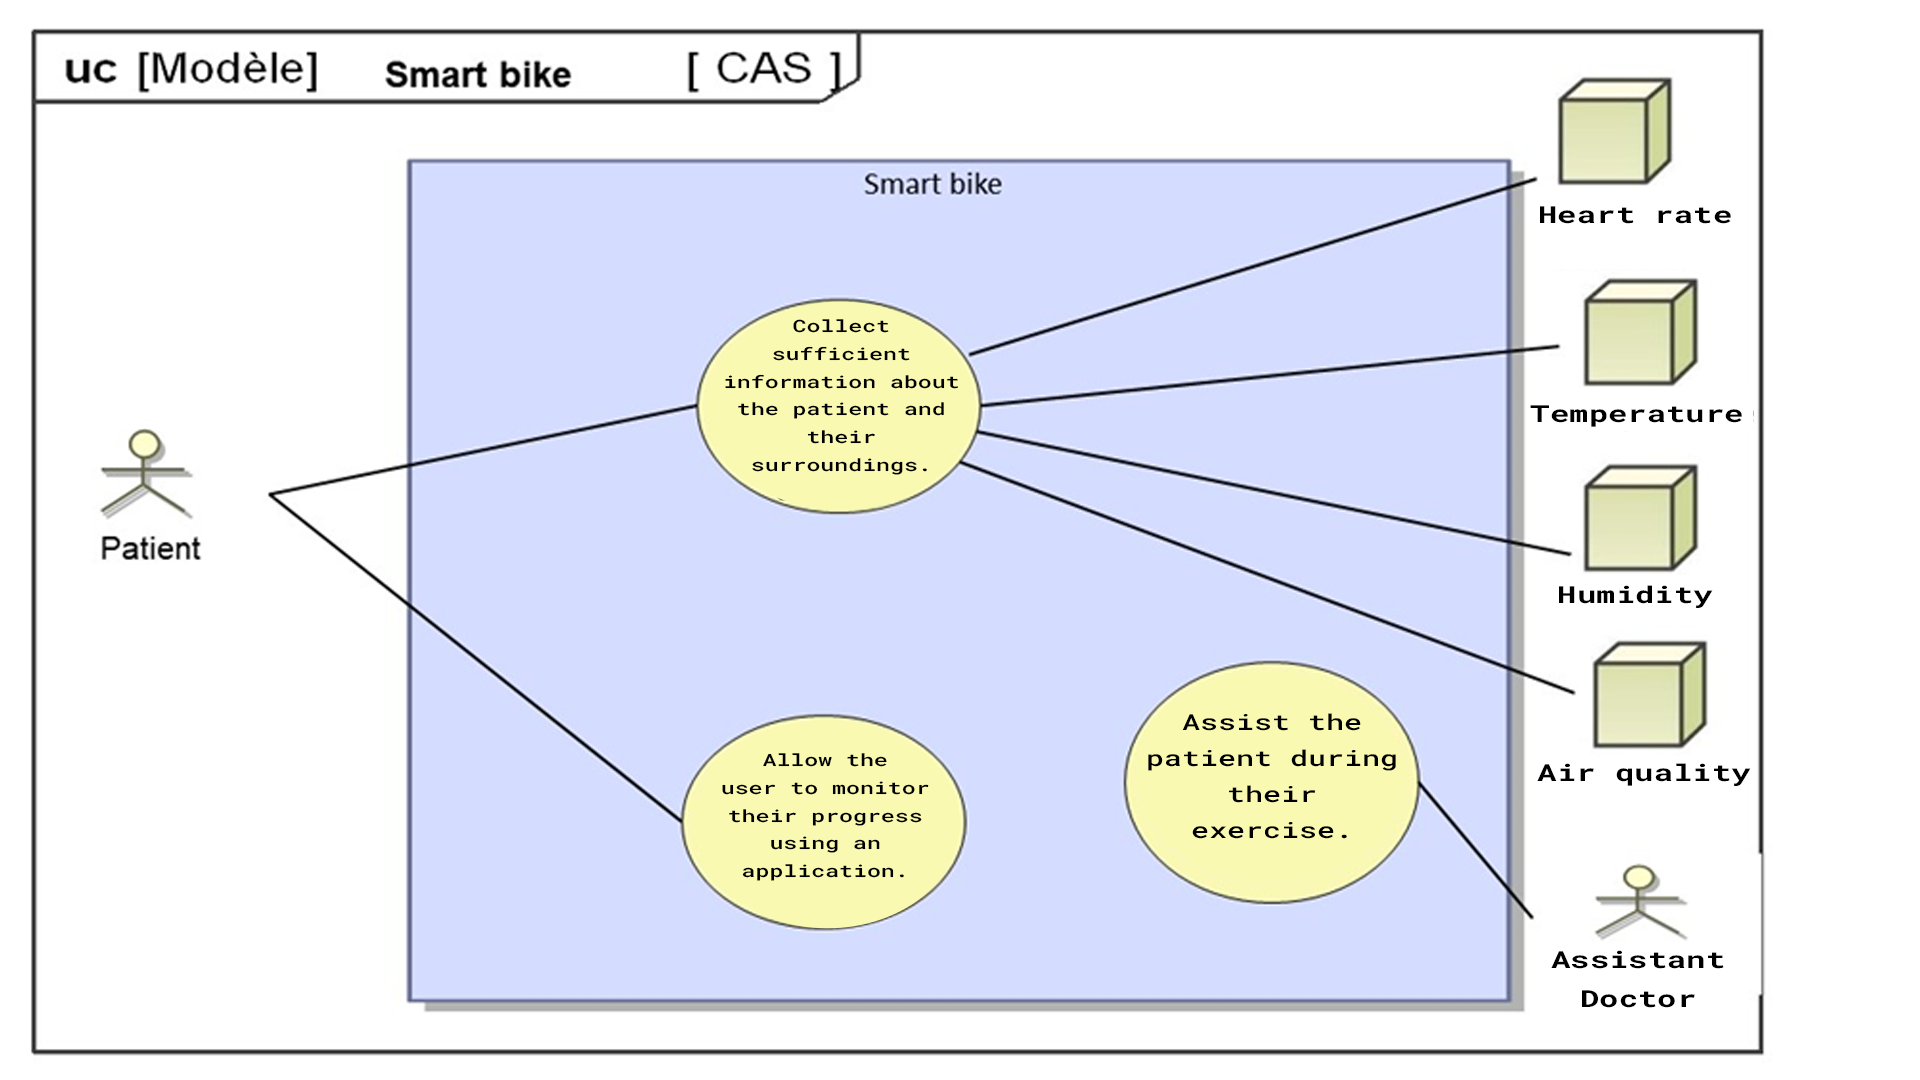 uc [Modèle] Smart bike [ CAS ]
Smart bike
Heart rate
Collect
sufficient
information about
the patient and
their
surroundings.
Temperature
Patient
Humidity
Assist the
patient during
their
exercise.
Allow the
user to monitor
their progress
using an
application.
Air quality
Assistant
Doctor